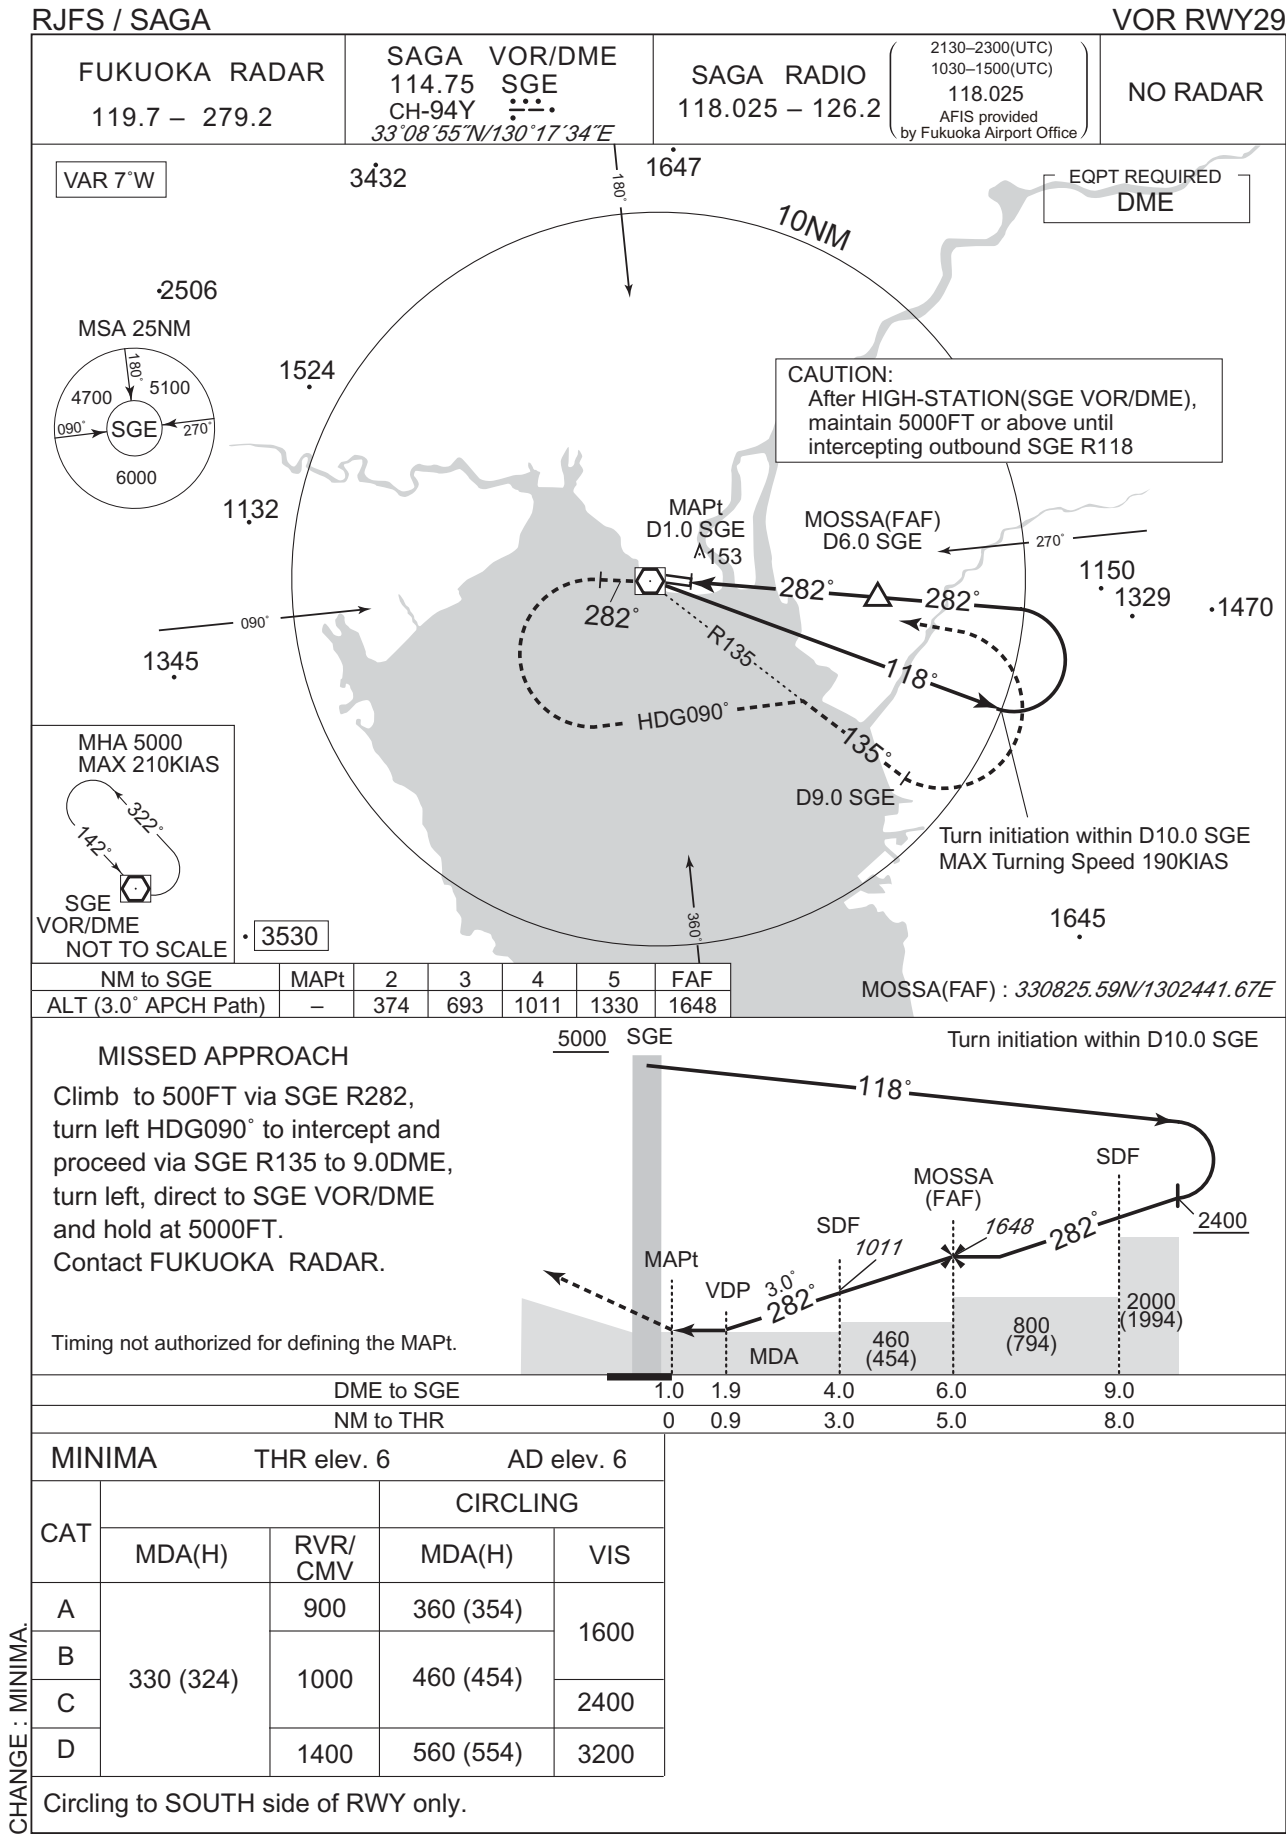 RJFS / SAGA
VOR RWY29
FUKUOKA RADAR
119.7 – 279.2
SAGA VOR/DME
114.75 SGE
CH-94Y
33°08´55˝N/130°17´34˝E
SAGA RADIO
118.025 – 126.2
2130–2300(UTC)
1030–1500(UTC)
118.025
AFIS provided
by Fukuoka Airport Office
NO RADAR
VAR 7°W
3432
180°
1647
EQPT REQUIRED
DME
10NM
2506
MSA 25NM
180°
4700
5100
090°
SGE
270°
6000
1524
CAUTION:
After HIGH-STATION(SGE VOR/DME),
maintain 5000FT or above until
intercepting outbound SGE R118
1132
MAPt
D1.0 SGE
153
MOSSA(FAF)
D6.0 SGE
270°
1150
1329
1470
282°
282°
282°
090°
1345
R135
118°
HDG090°
135°
D9.0 SGE
Turn initiation within D10.0 SGE
MAX Turning Speed 190KIAS
MHA 5000
MAX 210KIAS
322°
142°
SGE
VOR/DME
NOT TO SCALE
3530
360°
1645
NM to SGE MAPt 2 3 4 5 FAF
ALT (3.0° APCH Path) – 374 693 1011 1330 1648
MOSSA(FAF) : 330825.59N/1302441.67E
MISSED APPROACH
Climb to 500FT via SGE R282,
turn left HDG090° to intercept and
proceed via SGE R135 to 9.0DME,
turn left, direct to SGE VOR/DME
and hold at 5000FT.
Contact FUKUOKA RADAR.
Timing not authorized for defining the MAPt.
5000 SGE
Turn initiation within D10.0 SGE
118°
SDF
MOSSA
(FAF)
SDF
1011
1648
282°
2400
MAPt
VDP
3.0°
282°
MDA
460
(454)
800
(794)
2000
(1994)
DME to SGE 1.0 1.9 4.0 6.0 9.0
NM to THR 0 0.9 3.0 5.0 8.0
MINIMA THR elev. 6 AD elev. 6
CAT
CIRCLING
MDA(H)
RVR/
CMV
MDA(H)
VIS
A
900
360 (354)
1600
B
330 (324)
1000
460 (454)
C
2400
D
1400
560 (554)
3200
Circling to SOUTH side of RWY only.
CHANGE : MINIMA.